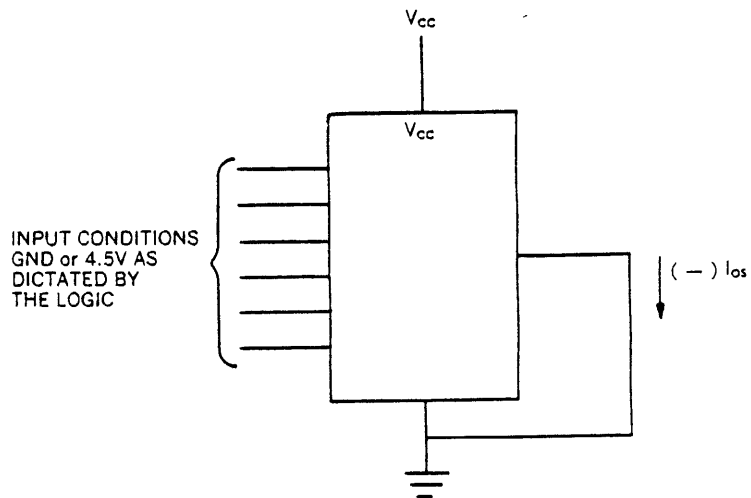 Vcc
Vcc
INPUT CONDITIONS
GND or 4.5V AS
DICTATED BY
THE LOGIC
(−) Ios